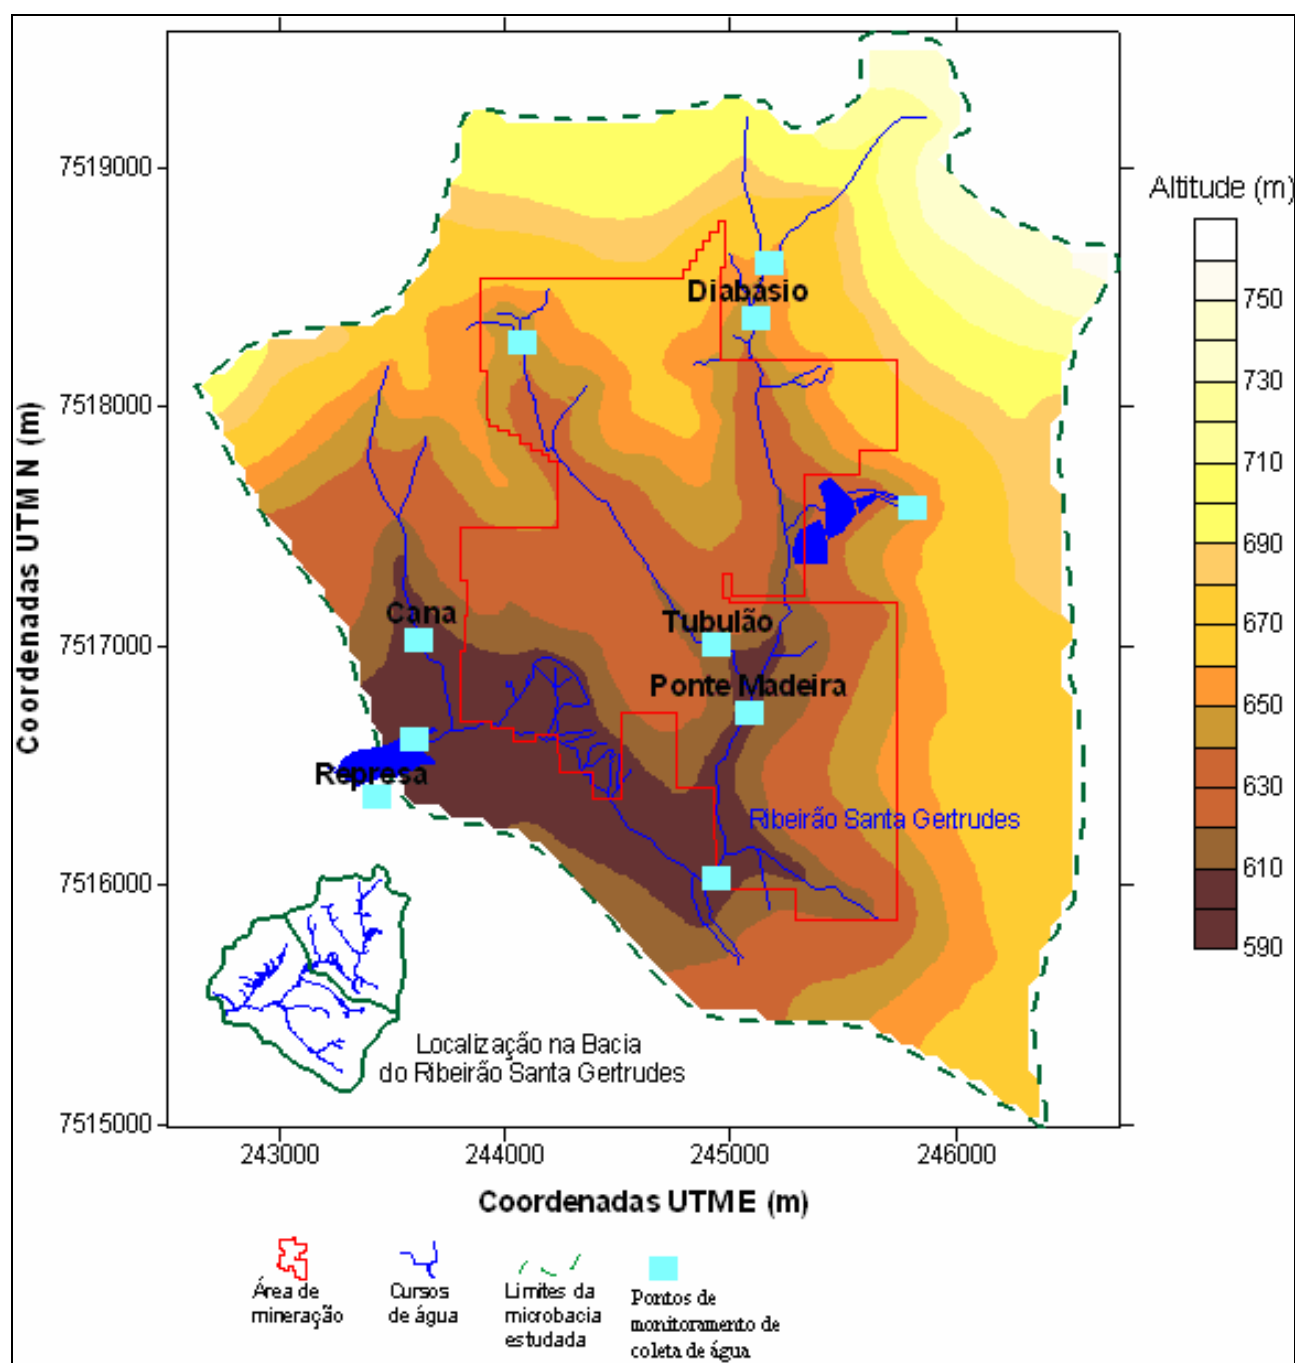 7519000
7518000
7517000
7516000
7515000
Coordenadas UTM N (m)
243000
244000
245000
246000
Coordenadas UTME (m)
Altitude (m)
750
730
710
690
670
650
630
610
590
Diabásio
Cana
Tubulão
Ponte Madeira
Represa
Ribeirão Santa Gertrudes
Localização na Bacia
do Ribeirão Santa Gertrudes
Área de
mineração
Cursos
de água
Limites da
microbacia
estudada
Pontos de
monitoramento de
coleta de água